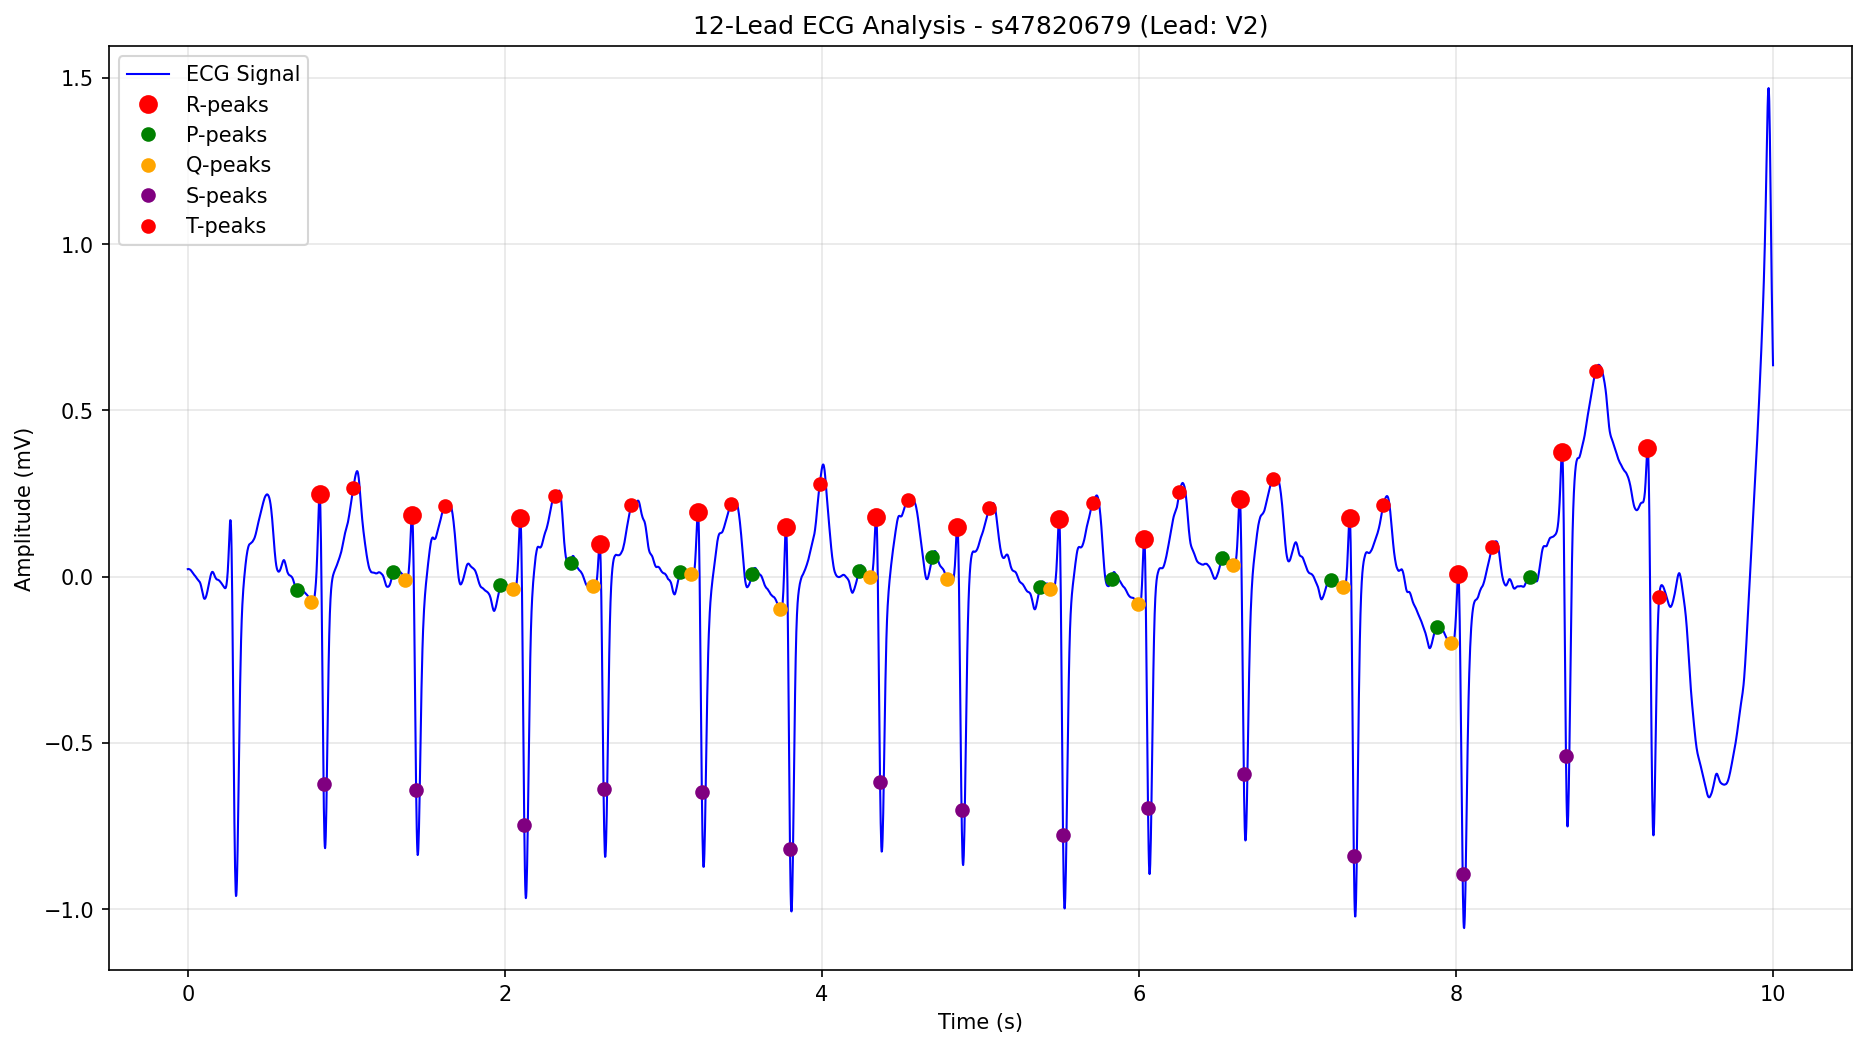 12-Lead ECG Analysis - s47820679 (Lead: V2)
ECG Signal
R-peaks
P-peaks
Q-peaks
S-peaks
T-peaks
Amplitude (mV)
1.5
1.0
0.5
0.0
−0.5
−1.0
0 2 4 6 8 10
Time (s)